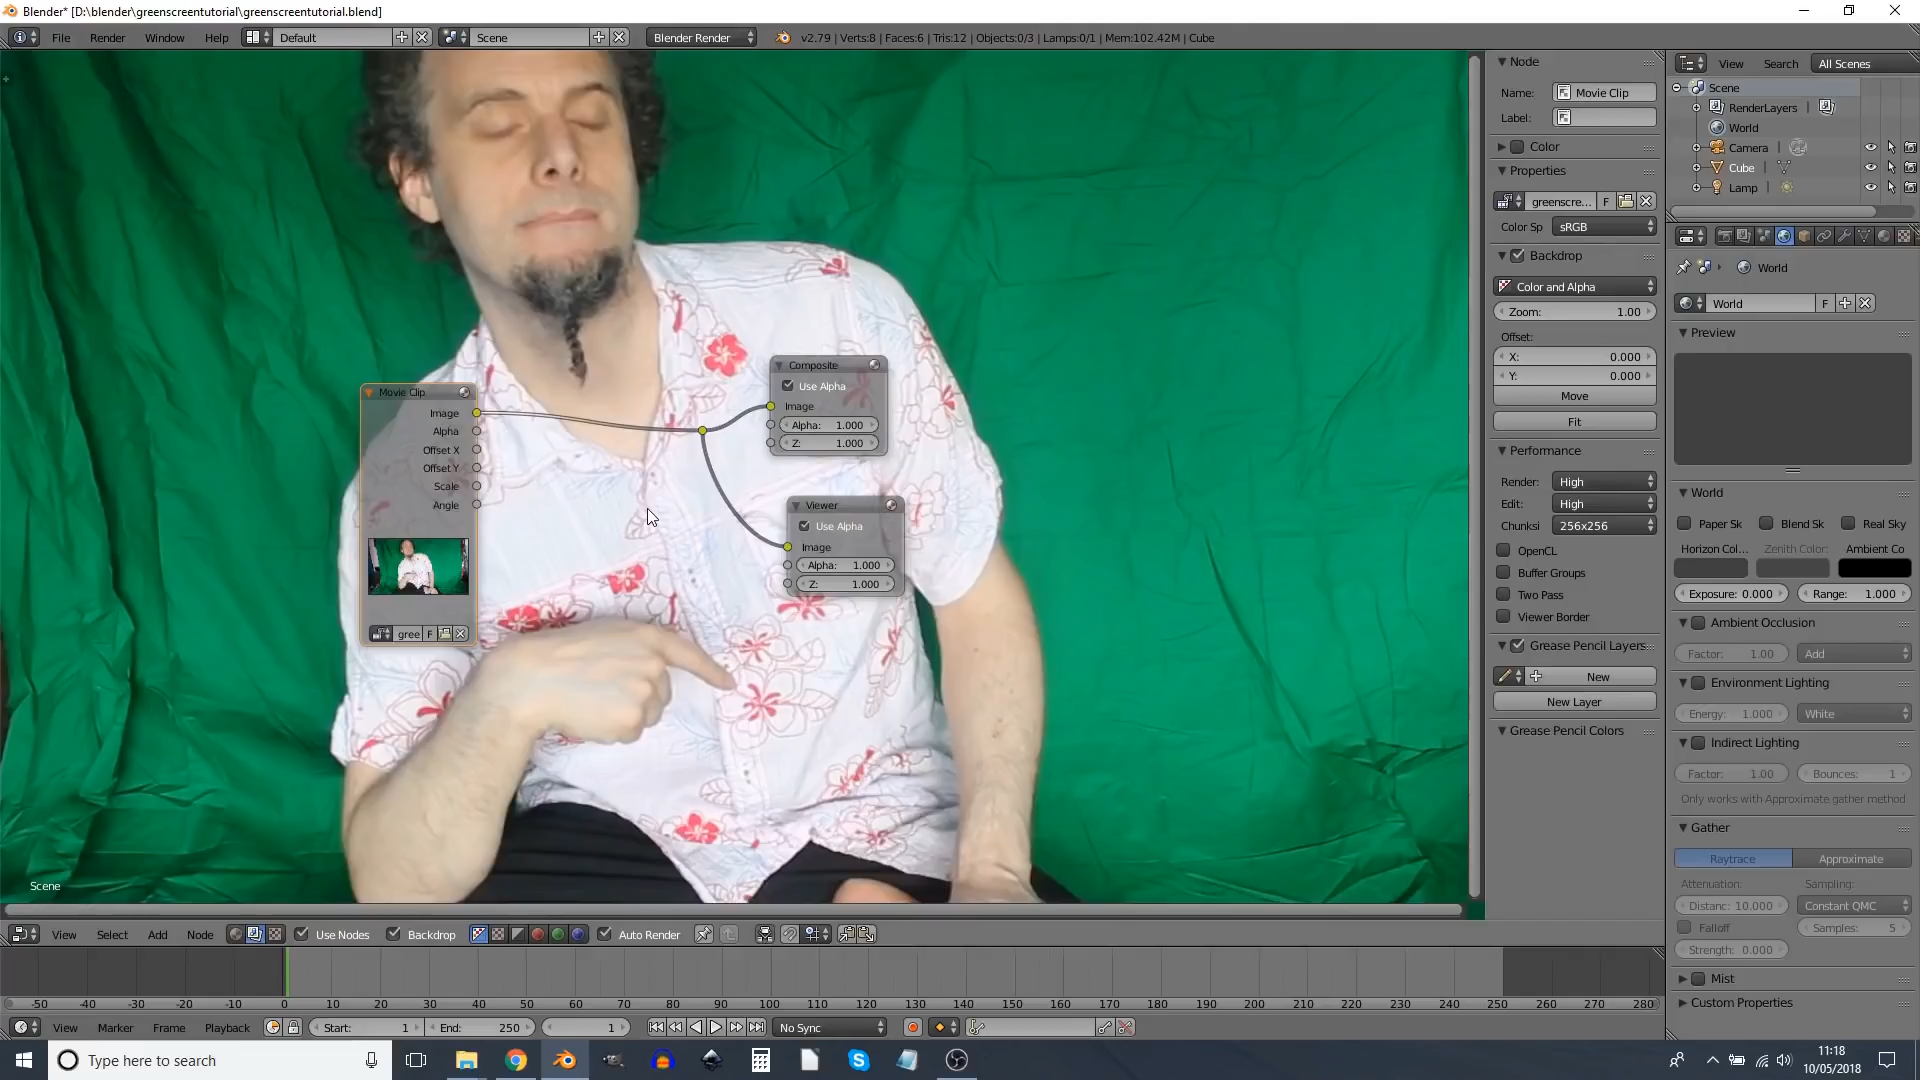 Blender* [D:\blender\greenscreentutorial\greenscreentutorial.blend]
File Render Window Help Default Scene Blender Render v2.79 | Verts:8 | Faces:6 | Tris:12 | Objects:0/3 | Lamps:0/1 | Mem:102.42M | Cube
Node
Name: Movie Clip
Label:
Color
Properties
greenscre... F
Color Sp sRGB
Backdrop
Color and Alpha
Zoom: 1.00
Offset:
X: 0.000
Y: 0.000
Move
Fit
Performance
Render: High
Edit: High
Chunksi 256x256
OpenCL
Buffer Groups
Two Pass
Viewer Border
Grease Pencil Layers
New
New Layer
Grease Pencil Colors
View Search All Scenes
Scene
RenderLayers |
World
Camera |
Cube |
Lamp |
World
World F
Preview
World
Paper Sk Blend Sk Real Sky
Horizon Col... Zenith Color: Ambient Co
Exposure: 0.000 Range: 1.000
Ambient Occlusion
Factor: 1.00 Add
Environment Lighting
Energy: 1.000 White
Indirect Lighting
Factor: 1.00 Bounces: 1
Only works with Approximate gather method
Gather
Raytrace Approximate
Attenuation: Sampling:
Distanc: 10.000 Constant QMC
Falloff Samples: 5
Strength: 0.000
Mist
Custom Properties
Movie Clip
Image
Alpha
Offset X
Offset Y
Scale
Angle
gree F
Composite
Use Alpha
Image
Alpha: 1.000
Z: 1.000
Viewer
Use Alpha
Image
Alpha: 1.000
Z: 1.000
Scene
View Select Add Node Use Nodes Backdrop Auto Render
-50 -40 -30 -20 -10 0 10 20 30 40 50 60 70 80 90 100 110 120 130 140 150 160 170 180 190 200 210 220 230 240 250 260 270 280
View Marker Frame Playback Start: 1 End: 250 1 No Sync
Type here to search
11:18
10/05/2018